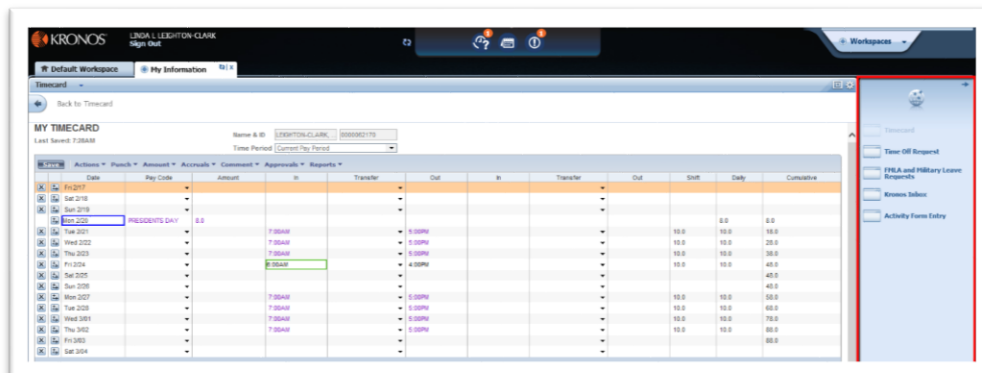 KRONOS
LINDA L LEIGHTON-CLARK
Sign Out
Workspaces
Default Workspace
My Information
Timecard
Back to Timecard
MY TIMECARD
Last Saved: 7:28AM
Name & ID LEIGHTON-CLARK,
Time Period Current Pay Period
Save Actions Punch Amount Accruals Comment Approvals Reports
Date Pay Code Amount In Transfer Out In Transfer Out Shift Daily Cumulative
Fri 2/17
Sat 2/18
Sun 2/19
Mon 2/20 PRESIDENTS DAY 8.0 8.0 8.0
Tue 2/21 7:00AM 5:00PM 10.0 10.0 18.0
Wed 2/22 7:00AM 5:00PM 10.0 10.0 28.0
Thu 2/23 7:00AM 5:00PM 10.0 10.0 38.0
Fri 2/24 6:00AM 4:00PM 10.0 10.0 48.0
Sat 2/25 48.0
Sun 2/26 48.0
Mon 2/27 7:00AM 5:00PM 10.0 10.0 58.0
Tue 2/28 7:00AM 5:00PM 10.0 10.0 68.0
Wed 3/01 7:00AM 5:00PM 10.0 10.0 78.0
Thu 3/02 7:00AM 5:00PM 10.0 10.0 88.0
Fri 3/03 88.0
Sat 3/04
Timecard
Time Off Request
FMLA and Military Leave
Requests
Kronos Inbox
Activity Form Entry